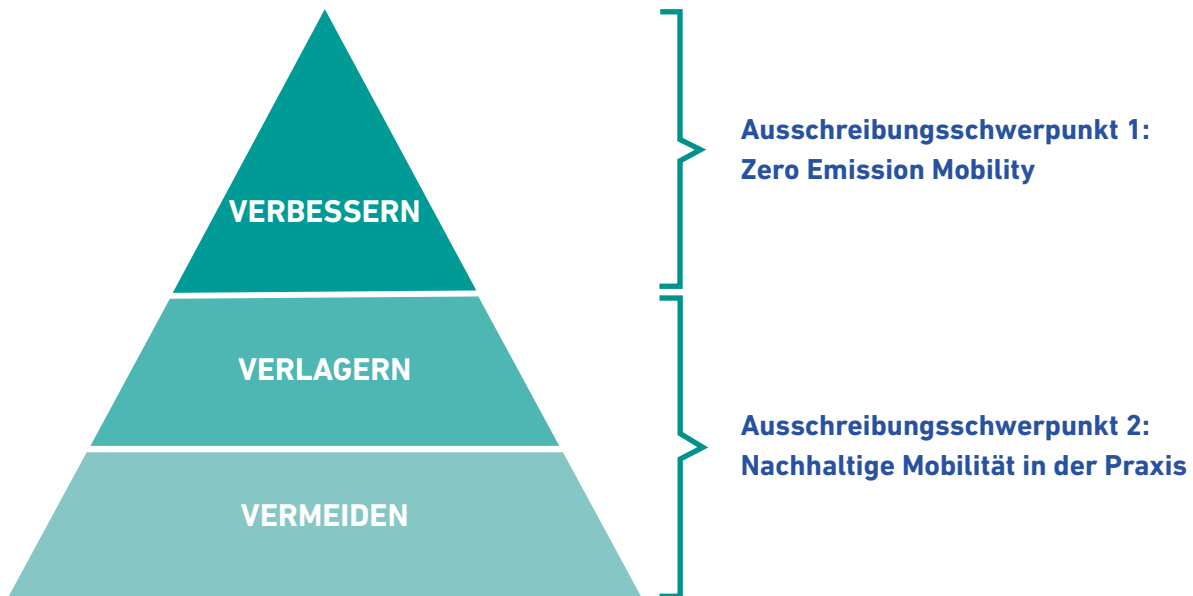 VERBESSERN
Ausschreibungsschwerpunkt 1:
Zero Emission Mobility
VERLAGERN
VERMEIDEN
Ausschreibungsschwerpunkt 2:
Nachhaltige Mobilität in der Praxis